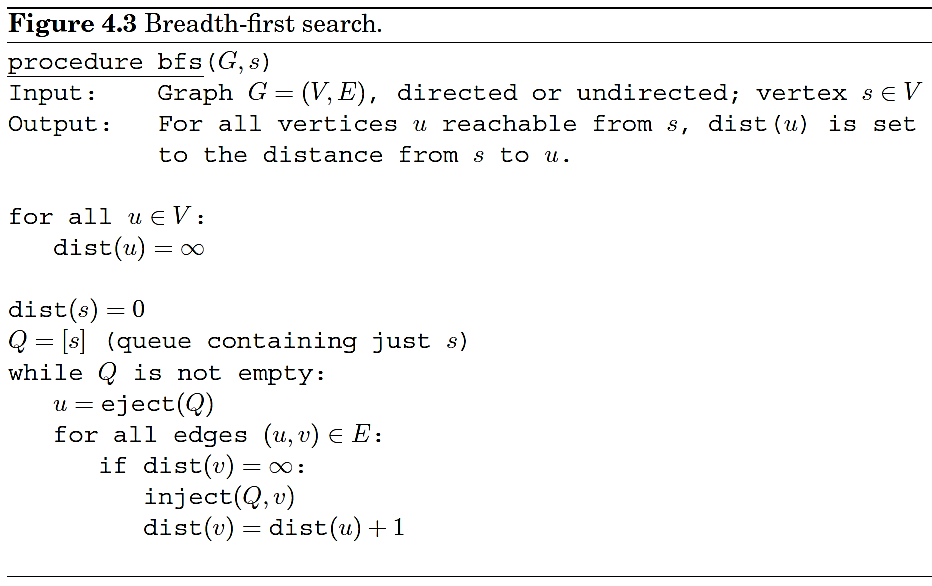 Figure 4.3 Breadth-first search.
procedure bfs(G, s)
Input: Graph G = (V, E), directed or undirected; vertex s ∈ V
Output: For all vertices u reachable from s, dist(u) is set
to the distance from s to u.
for all u ∈ V:
dist(u) = ∞
dist(s) = 0
Q = [s] (queue containing just s)
while Q is not empty:
u = eject(Q)
for all edges (u, v) ∈ E:
if dist(v) = ∞:
inject(Q, v)
dist(v) = dist(u) + 1